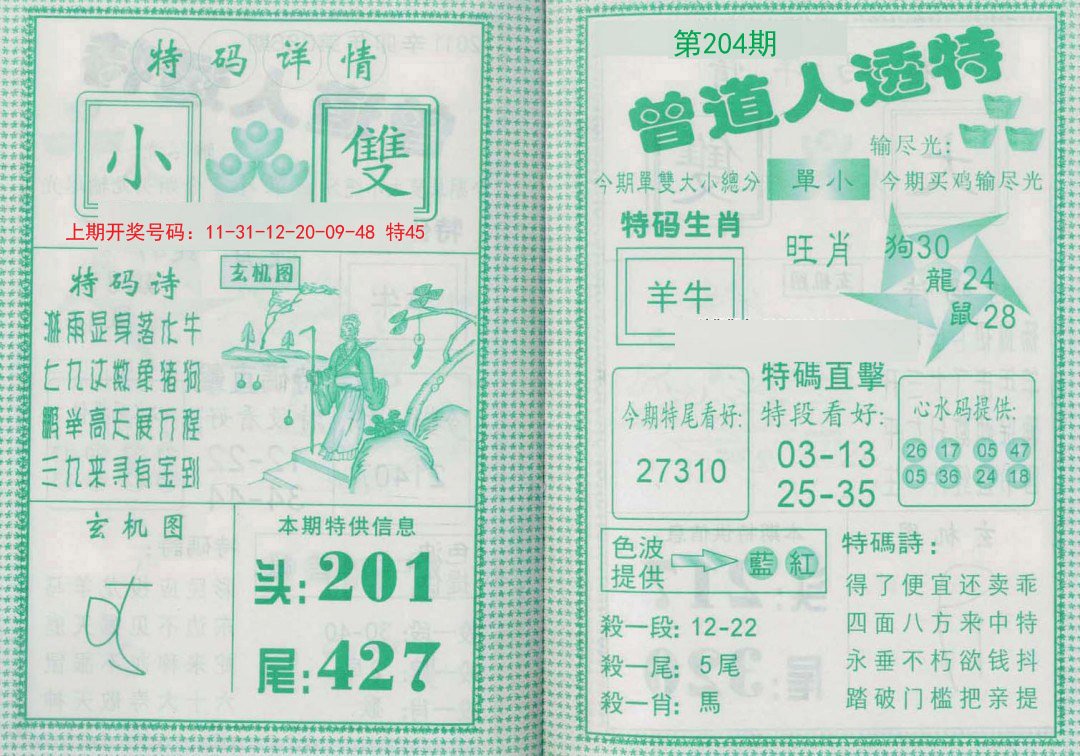 特码详情
小 雙
上期开奖号码: 11-31-12-20-09-48 特45
特码诗
淋雨显身落水牛
七九这数兔猪狗
鹏举高天展万程
三九来寻有宝到
玄机图
玄机图
本期特供信息
头:201
尾:427
第204期
曾道人透特
输尽光:
今期單雙大小總分 單小 今期买鸡输尽光
特码生肖
羊牛
旺肖
狗30
龍24
鼠28
今期特尾看好:
27310
特碼直擊
特段看好:
03-13
25-35
心水码提供:
26 17 05 47
05 36 24 18
色波
提供
藍 紅
殺一段: 12-22
殺一尾: 5尾
殺一肖: 馬
特碼詩:
得了便宜还卖乖
四面八方来中特
永垂不朽欲钱抖
踏破门槛把亲提